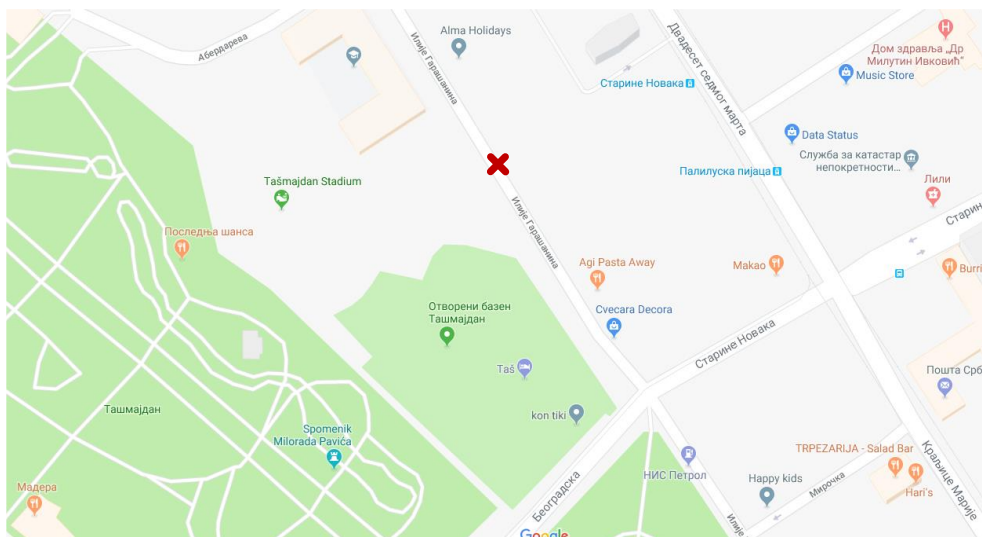 Абердарева
Илије Гарашанина
Alma Holidays
Двадесет седмог марта
Старине Новака
Дом здравља „Др
Милутин Ивковић"
Music Store
Data Status
Служба за катастар
непокретности...
Палилуска пијаца
Лили
Tašmajdan Stadium
Последња шанса
Илије Гарашанина
Старин
Agi Pasta Away
Makao
Burri
Отворени базен
Ташмајдан
Cvecara Decora
Старине Новака
Taš
Пошта Срб
Ташмајдан
kon tiki
Spomenik
Milorada Pavića
TRPEZARIJA - Salad Bar
НИС Петрол
Happy kids
Мирочка
Краљице Марије
Мадера
Hari's
Београдска
Илије
Google